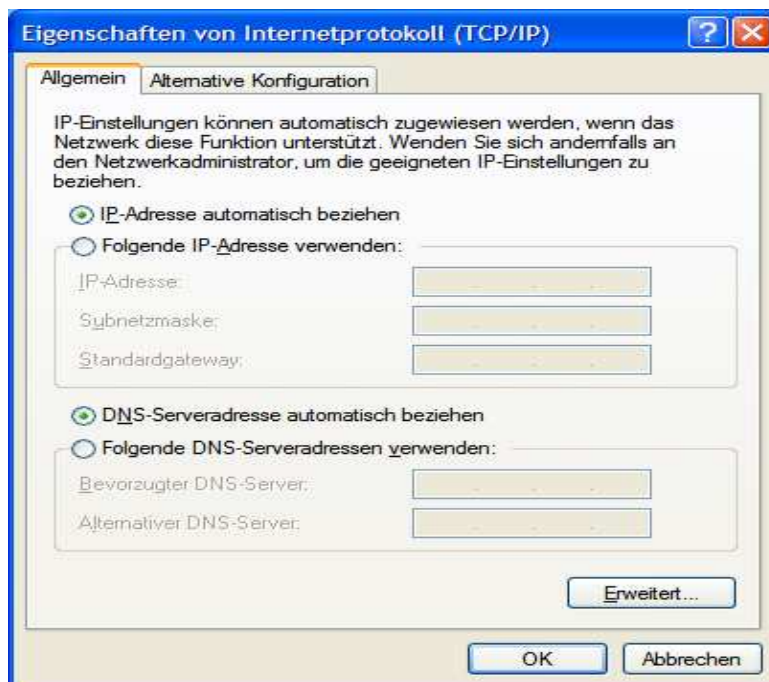 Eigenschaften von Internetprotokoll (TCP/IP)
?
Allgemein
Alternative Konfiguration
IP-Einstellungen können automatisch zugewiesen werden, wenn das
Netzwerk diese Funktion unterstützt. Wenden Sie sich andernfalls an
den Netzwerkadministrator, um die geeigneten IP-Einstellungen zu
beziehen.
IP-Adresse automatisch beziehen
Folgende IP-Adresse verwenden:
IP-Adresse:
Subnetzmaske:
Standardgateway:
DNS-Serveradresse automatisch beziehen
Folgende DNS-Serveradressen verwenden:
Bevorzugter DNS-Server:
Alternativer DNS-Server:
Erweitert...
OK
Abbrechen